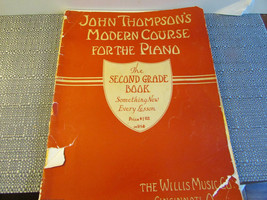 JOHN THOMPSON'S
MODERN COURSE
FOR THE PIANO
The
SECOND GRADE
BOOK
Something New
Every Lesson
THE WILLIS MUSIC CO
CINCINNATI, O